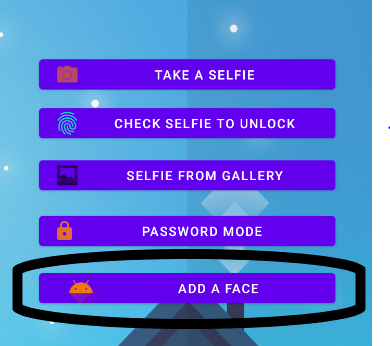 TAKE A SELFIE
CHECK SELFIE TO UNLOCK
SELFIE FROM GALLERY
PASSWORD MODE
ADD A FACE